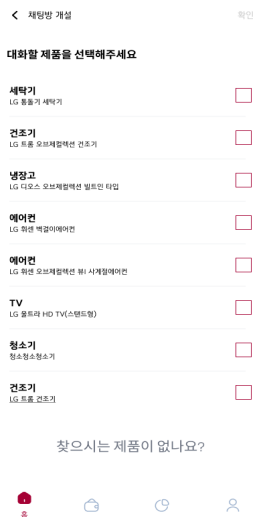 채팅방 개설
확인
대화할 제품을 선택해주세요
세탁기
LG 통돌기 세탁기
건조기
LG 트롬 오브제컬렉션 건조기
냉장고
LG 디오스 오브제컬렉션 빌트인 타입
에어컨
LG 휘센 벽걸이에어컨
에어컨
LG 휘센 오브제컬렉션 뷰I 사계절에어컨
TV
LG 울트라 HD TV(스탠드형)
청소기
청소청소청소기
건조기
LG 트롬 건조기
찾으시는 제품이 없나요?
홈